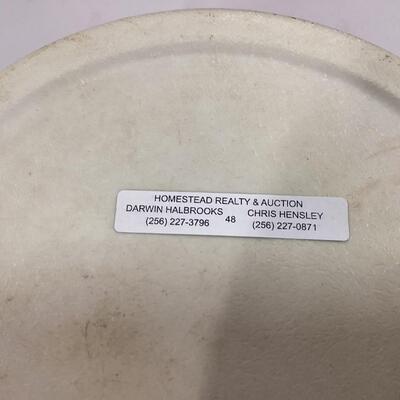 HOMESTEAD REALTY & AUCTION
DARWIN HALBROOKS CHRIS HENSLEY
(256) 227-3796 48 (256) 227-0871